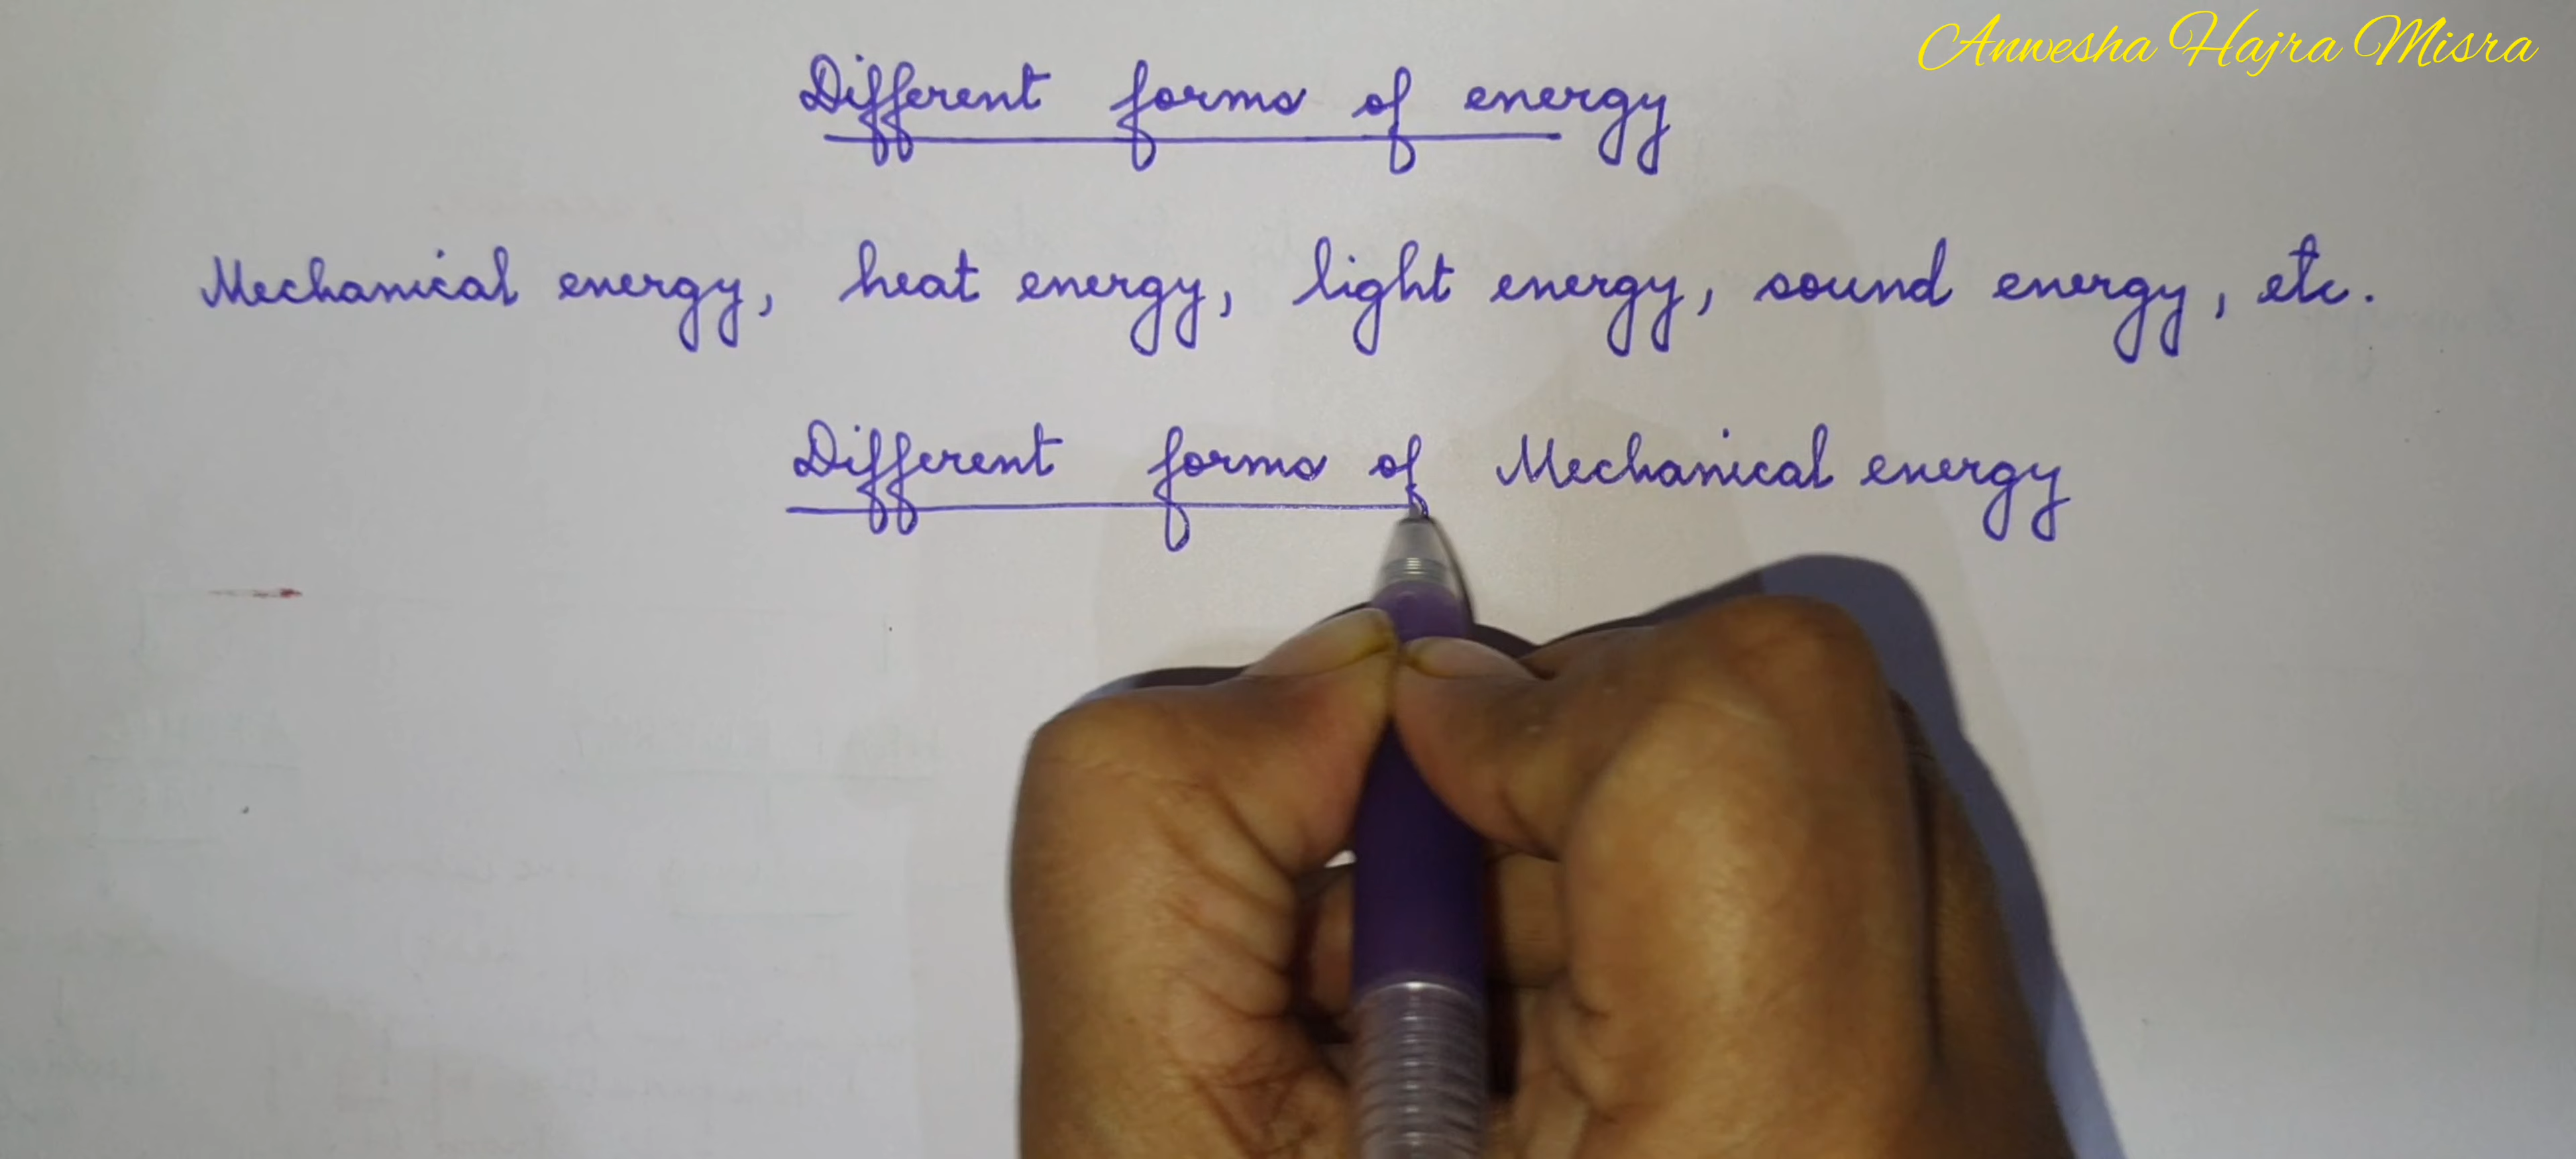 Anwesha Hajra Misra
Different forms of energy
Mechanical energy, heat energy, light energy, sound energy, etc.
Different forms of Mechanical energy